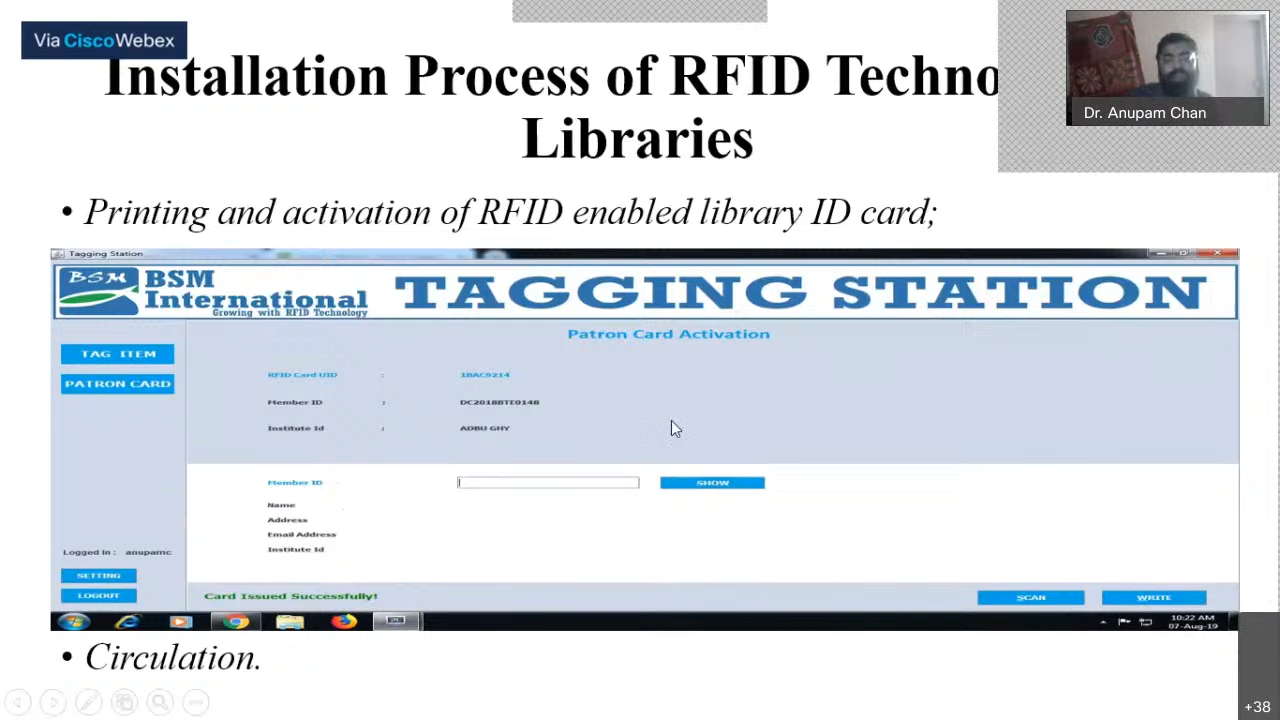 Via CiscoWebex
Installation Process of RFID Techno
Libraries
Dr. Anupam Chan
• Printing and activation of RFID enabled library ID card;
Tagging Station
BSM
BSM
International
Growing with RFID Technology
TAGGING STATION
Patron Card Activation
TAG ITEM
PATRON CARD
RFID Card UID : 1BAC9214
Member ID : DC2018BTE0148
Institute Id : ADBU GHY
Member ID
SHOW
Name
Address
Email Address
Institute Id
Logged in : anupamc
SETTING
LOGOUT
Card Issued Successfully!
SCAN
WRITE
10:22 AM
07-Aug-19
• Circulation.
+38